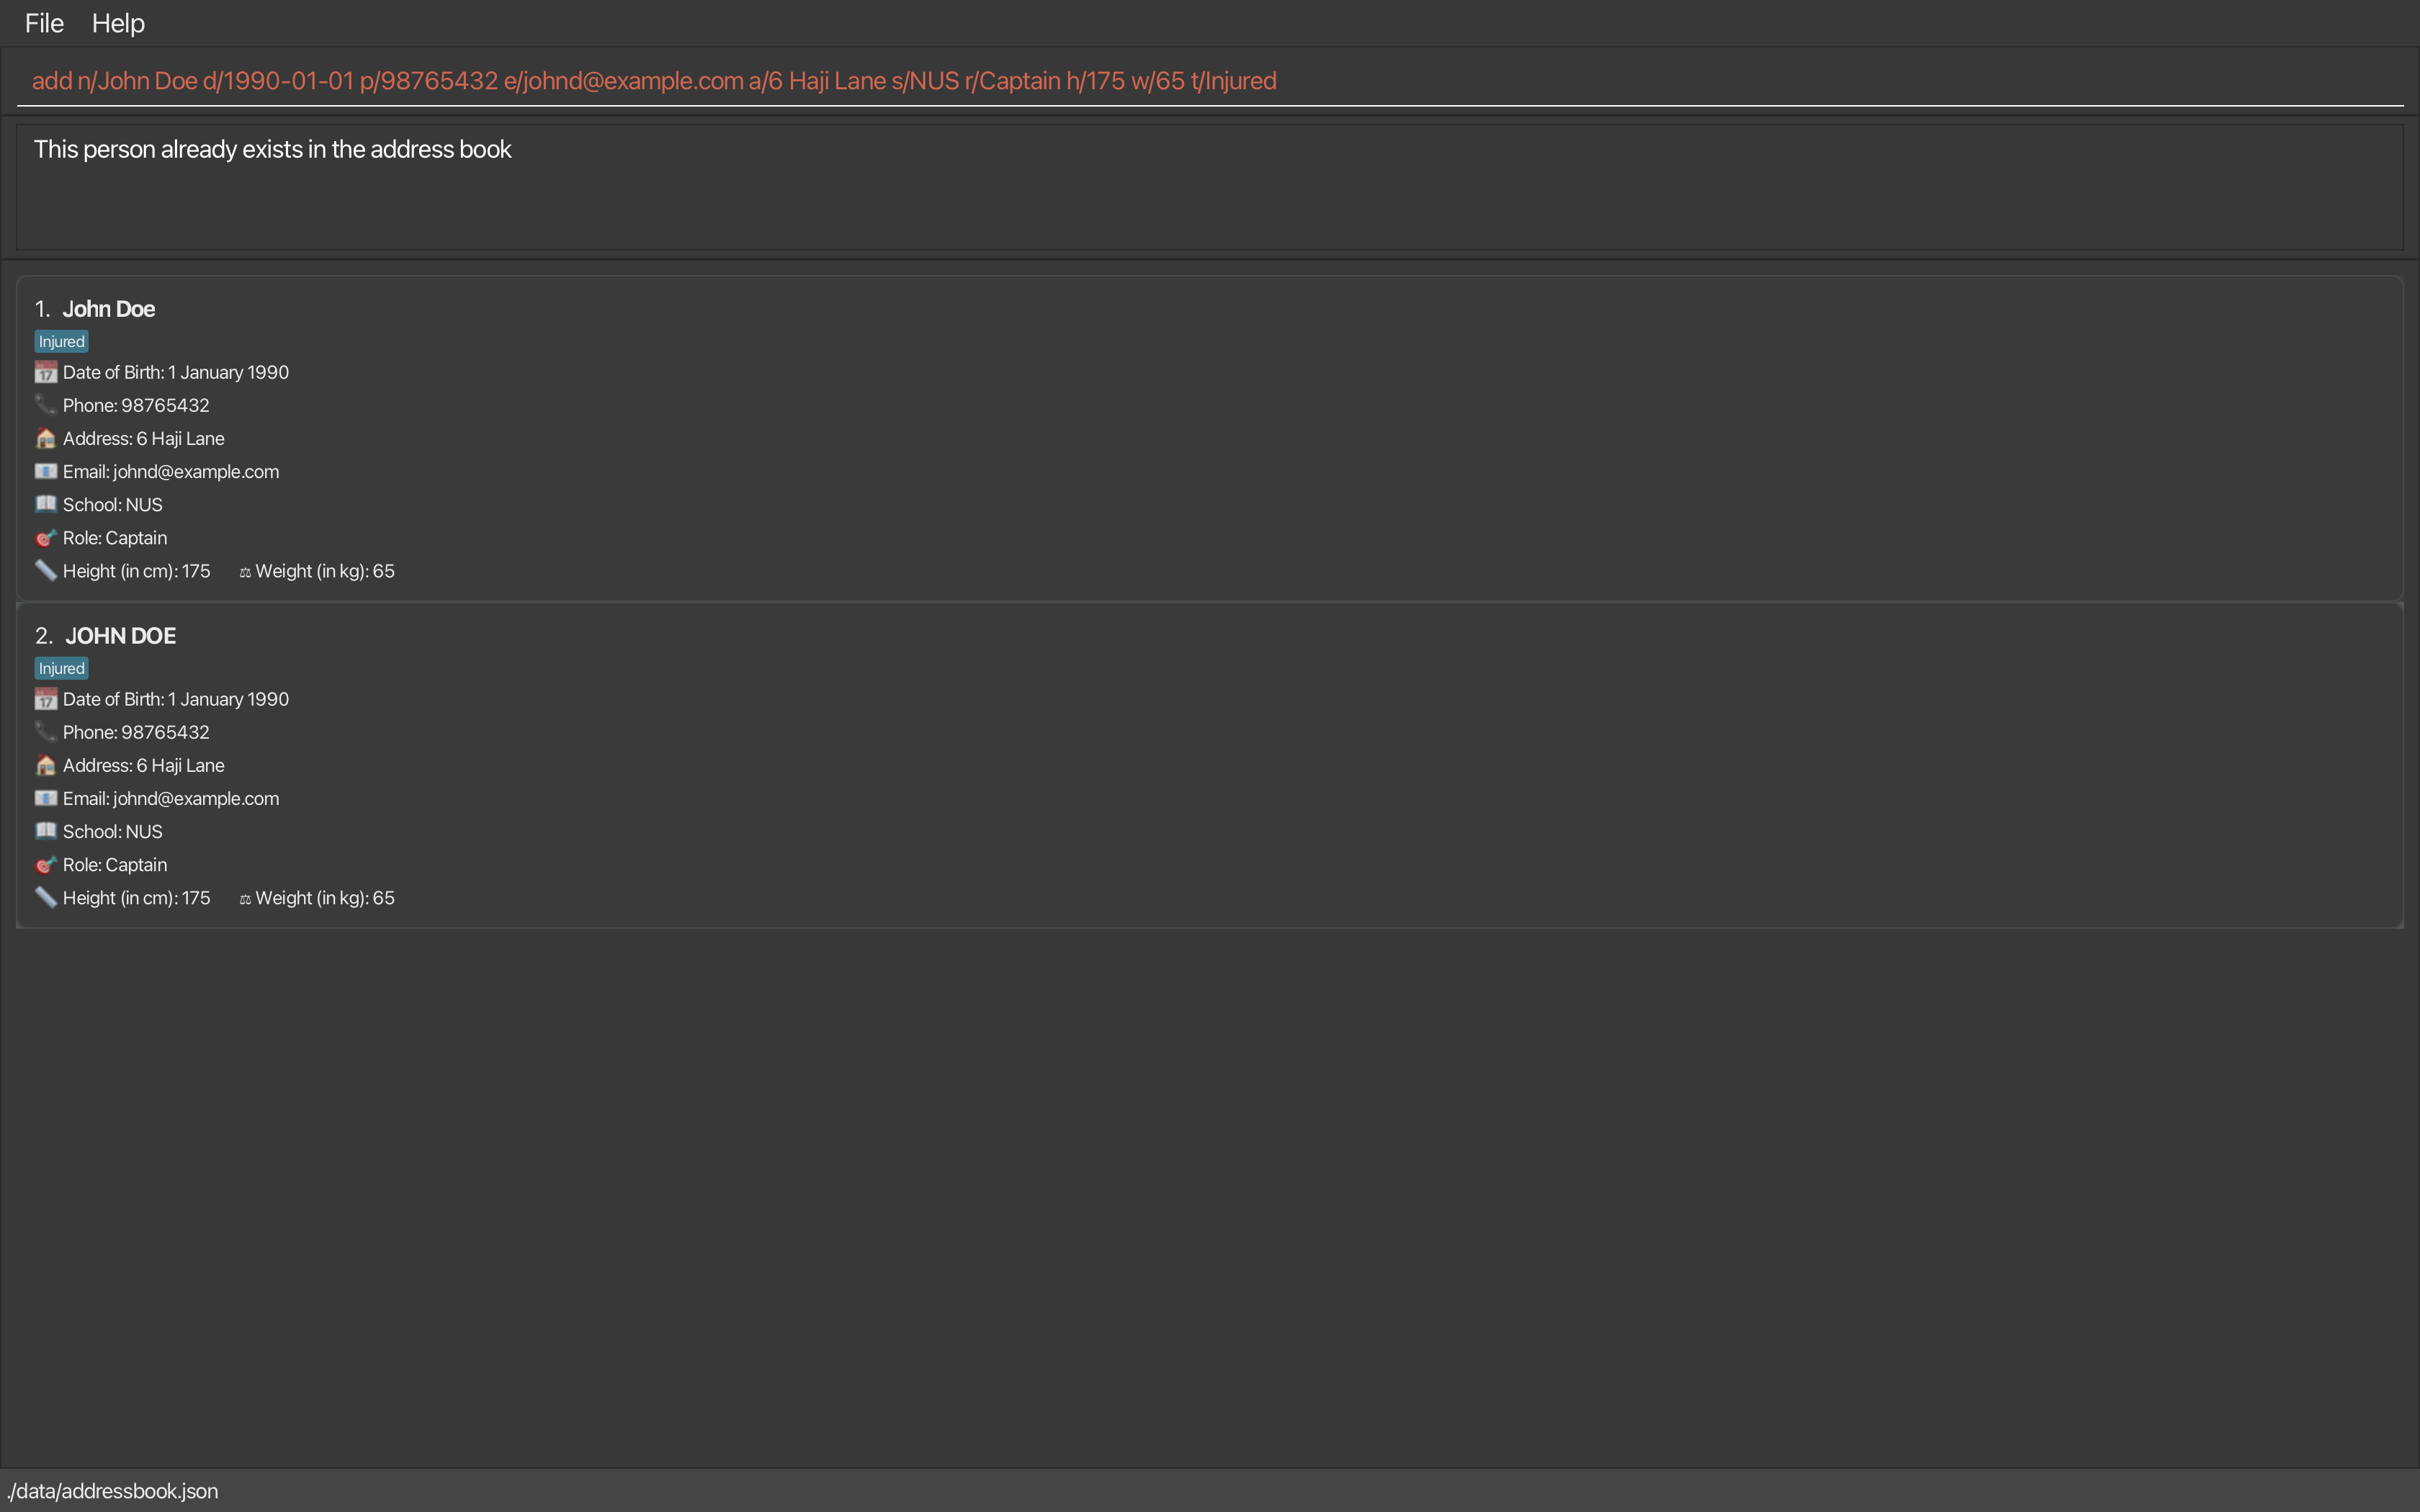 File Help
add n/John Doe d/1990-01-01 p/98765432 e/johnd@example.com a/6 Haji Lane s/NUS r/Captain h/175 w/65 t/Injured
This person already exists in the address book
1. John Doe
Injured
17 Date of Birth: 1 January 1990
Phone: 98765432
Address: 6 Haji Lane
Email: johnd@example.com
School: NUS
Role: Captain
Height (in cm): 175 Weight (in kg): 65
2. JOHN DOE
Injured
17 Date of Birth: 1 January 1990
Phone: 98765432
Address: 6 Haji Lane
Email: johnd@example.com
School: NUS
Role: Captain
Height (in cm): 175 Weight (in kg): 65
./data/addressbook.json